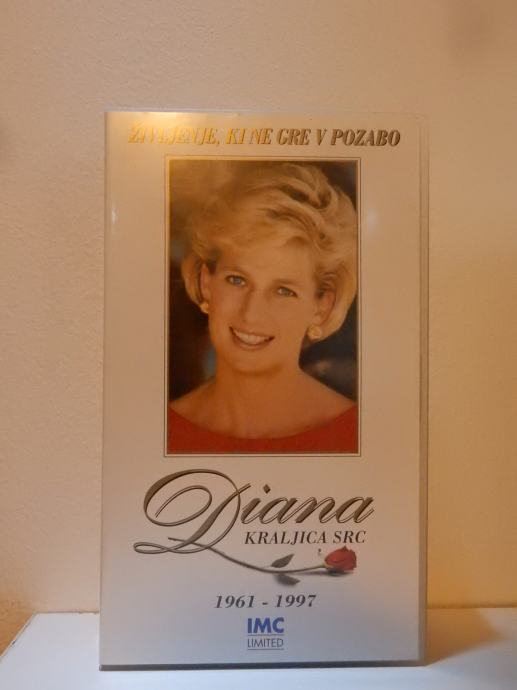 ŽIVLJENJE, KI NE GRE V POZABO
Diana
KRALJICA SRC
1961 - 1997
IMC
LIMITED